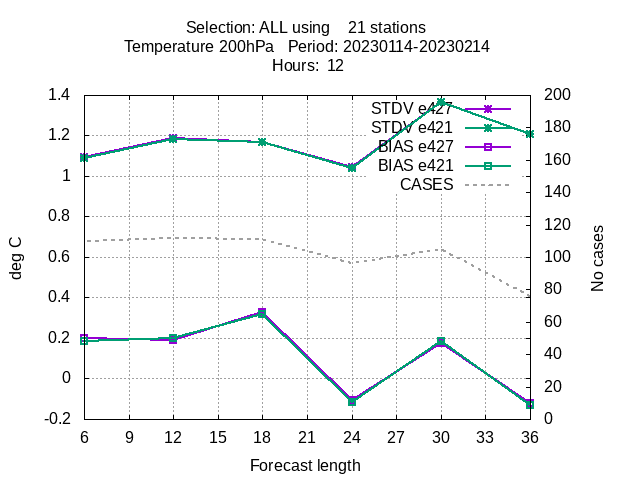 Selection: ALL using 21 stations
Temperature 200hPa Period: 20230114-20230214
Hours: 12
1.4
1.2
1
0.8
0.6
0.4
0.2
0
-0.2
deg C
STDV e427
STDV e421
BIAS e427
BIAS e421
CASES
200
180
160
140
120
100
80
60
40
20
0
No cases
6 9 12 15 18 21 24 27 30 33 36
Forecast length